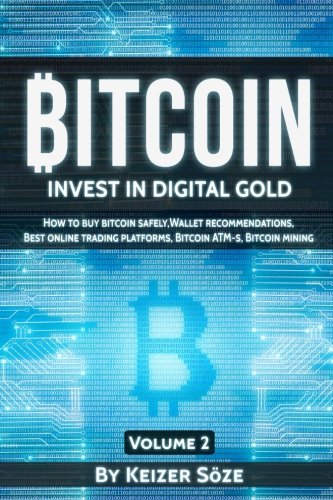 BITCOIN
INVEST IN DIGITAL GOLD
How to buy bitcoin safely,Wallet recommendations,
Best online trading platforms, Bitcoin ATM-s, Bitcoin mining
Volume 2
By Keizer Söze